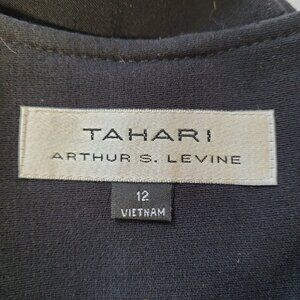 TAHARI
ARTHUR S. LEVINE
12
VIETNAM